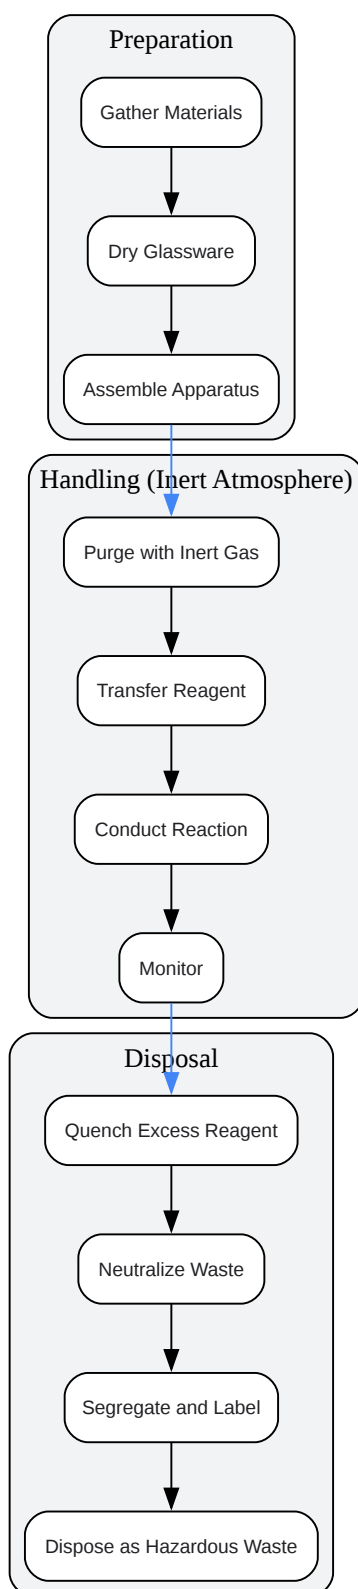 Preparation
Gather Materials
Dry Glassware
Assemble Apparatus
Handling (Inert Atmosphere)
Purge with Inert Gas
Transfer Reagent
Conduct Reaction
Monitor
Disposal
Quench Excess Reagent
Neutralize Waste
Segregate and Label
Dispose as Hazardous Waste